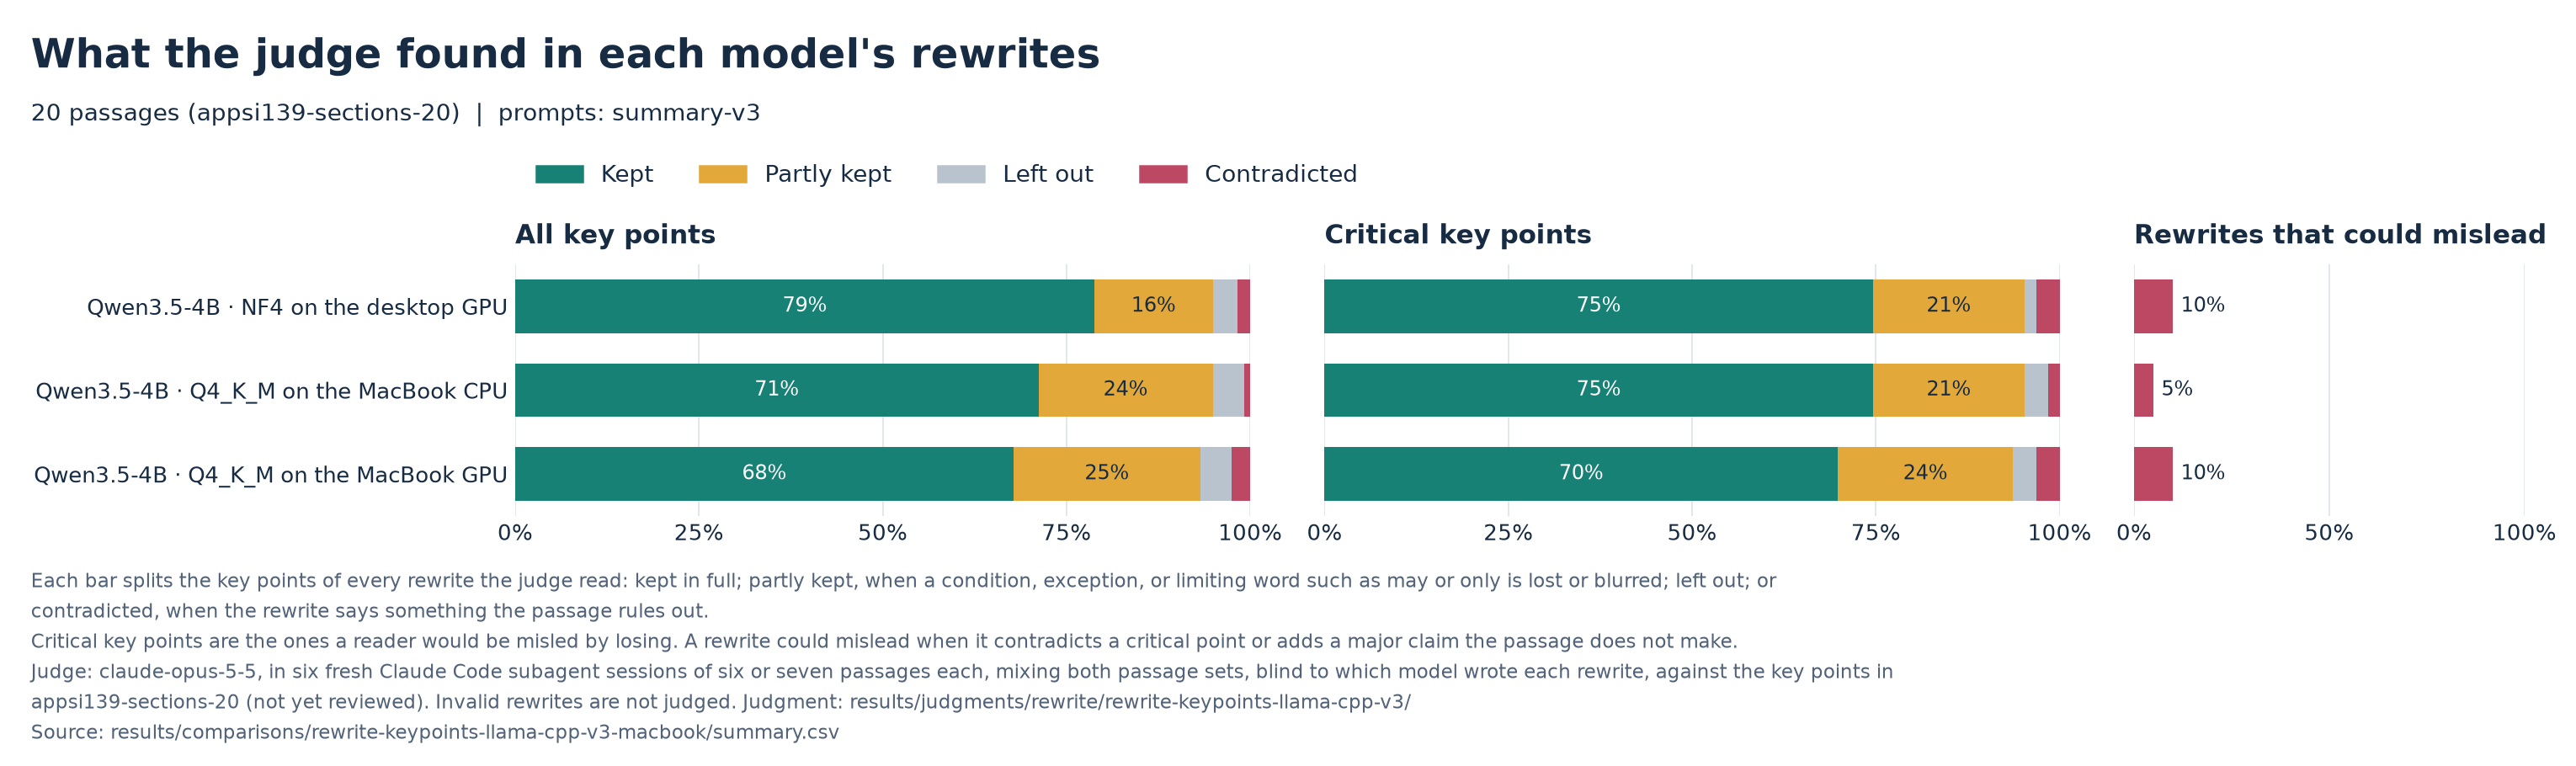 What the judge found in each model's rewrites
20 passages (appsi139-sections-20) | prompts: summary-v3
Kept Partly kept Left out Contradicted
All key points Critical key points Rewrites that could mislead
Qwen3.5-4B · NF4 on the desktop GPU 79% 16% 75% 21% 10%
Qwen3.5-4B · Q4_K_M on the MacBook CPU 71% 24% 75% 21% 5%
Qwen3.5-4B · Q4_K_M on the MacBook GPU 68% 25% 70% 24% 10%
0% 25% 50% 75% 100% 0% 25% 50% 75% 100% 0% 50% 100%
Each bar splits the key points of every rewrite the judge read: kept in full; partly kept, when a condition, exception, or limiting word such as may or only is lost or blurred; left out; or
contradicted, when the rewrite says something the passage rules out.
Critical key points are the ones a reader would be misled by losing. A rewrite could mislead when it contradicts a critical point or adds a major claim the passage does not make.
Judge: claude-opus-5-5, in six fresh Claude Code subagent sessions of six or seven passages each, mixing both passage sets, blind to which model wrote each rewrite, against the key points in
appsi139-sections-20 (not yet reviewed). Invalid rewrites are not judged. Judgment: results/judgments/rewrite/rewrite-keypoints-llama-cpp-v3/
Source: results/comparisons/rewrite-keypoints-llama-cpp-v3-macbook/summary.csv